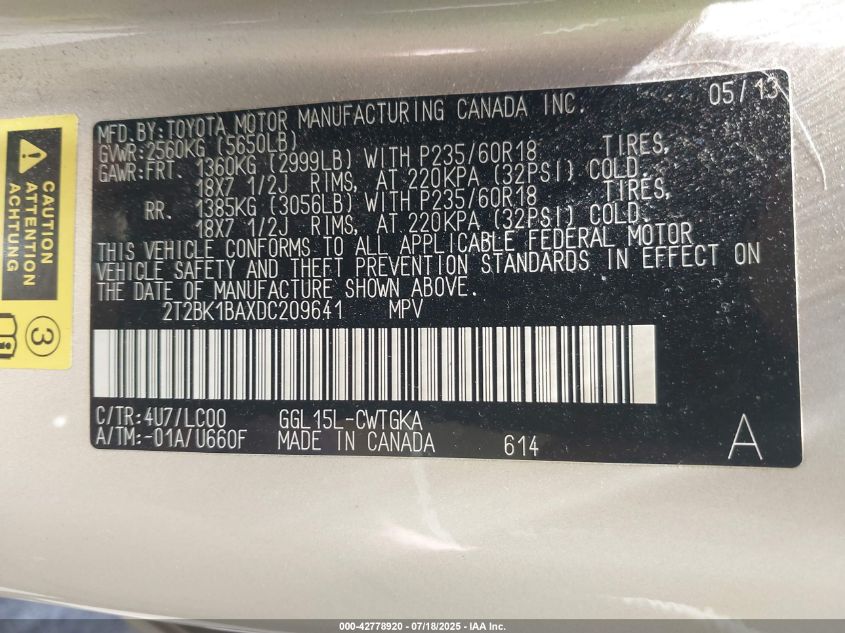 MFD. BY: TOYOTA MOTOR MANUFACTURING CANADA INC. 05/13
GVWR: 2560KG (5650LB)
GAWR: FRT. 1360KG (2999LB) WITH P235/60R18 TIRES,
18X7 1/2J RIMS, AT 220KPA (32PSI) COLD.
RR. 1385KG (3056LB) WITH P235/60R18 TIRES,
18X7 1/2J RIMS, AT 220KPA (32PSI) COLD.
THIS VEHICLE CONFORMS TO ALL APPLICABLE FEDERAL MOTOR
VEHICLE SAFETY AND THEFT PREVENTION STANDARDS IN EFFECT ON
THE DATE OF MANUFACTURE SHOWN ABOVE.
2T2BK1BAXDC209641 MPV
C/TR: 4U7/LC00 GGL15L-CWTGKA
A/TM: -01A/U660F MADE IN CANADA 614 A
CAUTION
ATTENTION
ACHTUNG
3
000-42778920 - 07/18/2025 - IAA Inc.